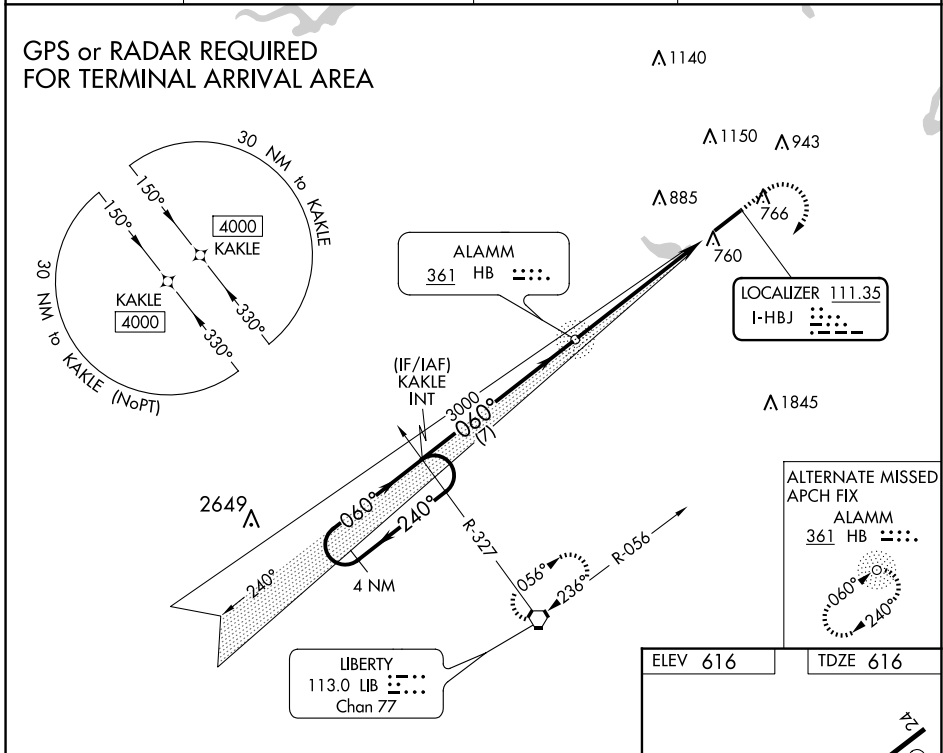 GPS or RADAR REQUIRED
FOR TERMINAL ARRIVAL AREA
1140
1150
943
30 NM to KAKLE
150°
4000
KAKLE
330°
150°
KAKLE
4000
330°
30 NM to KAKLE (NoPT)
885
766
760
ALAMM
361 HB
LOCALIZER 111.35
I-HBJ
(IF/IAF)
KAKLE
INT
3000
060°
(7)
1845
2649
060°
240°
4 NM
240°
R-327
R-056
056°
236°
LIBERTY
113.0 LIB
Chan 77
ALTERNATE MISSED
APCH FIX
ALAMM
361 HB
060°
240°
ELEV 616
TDZE 616
24